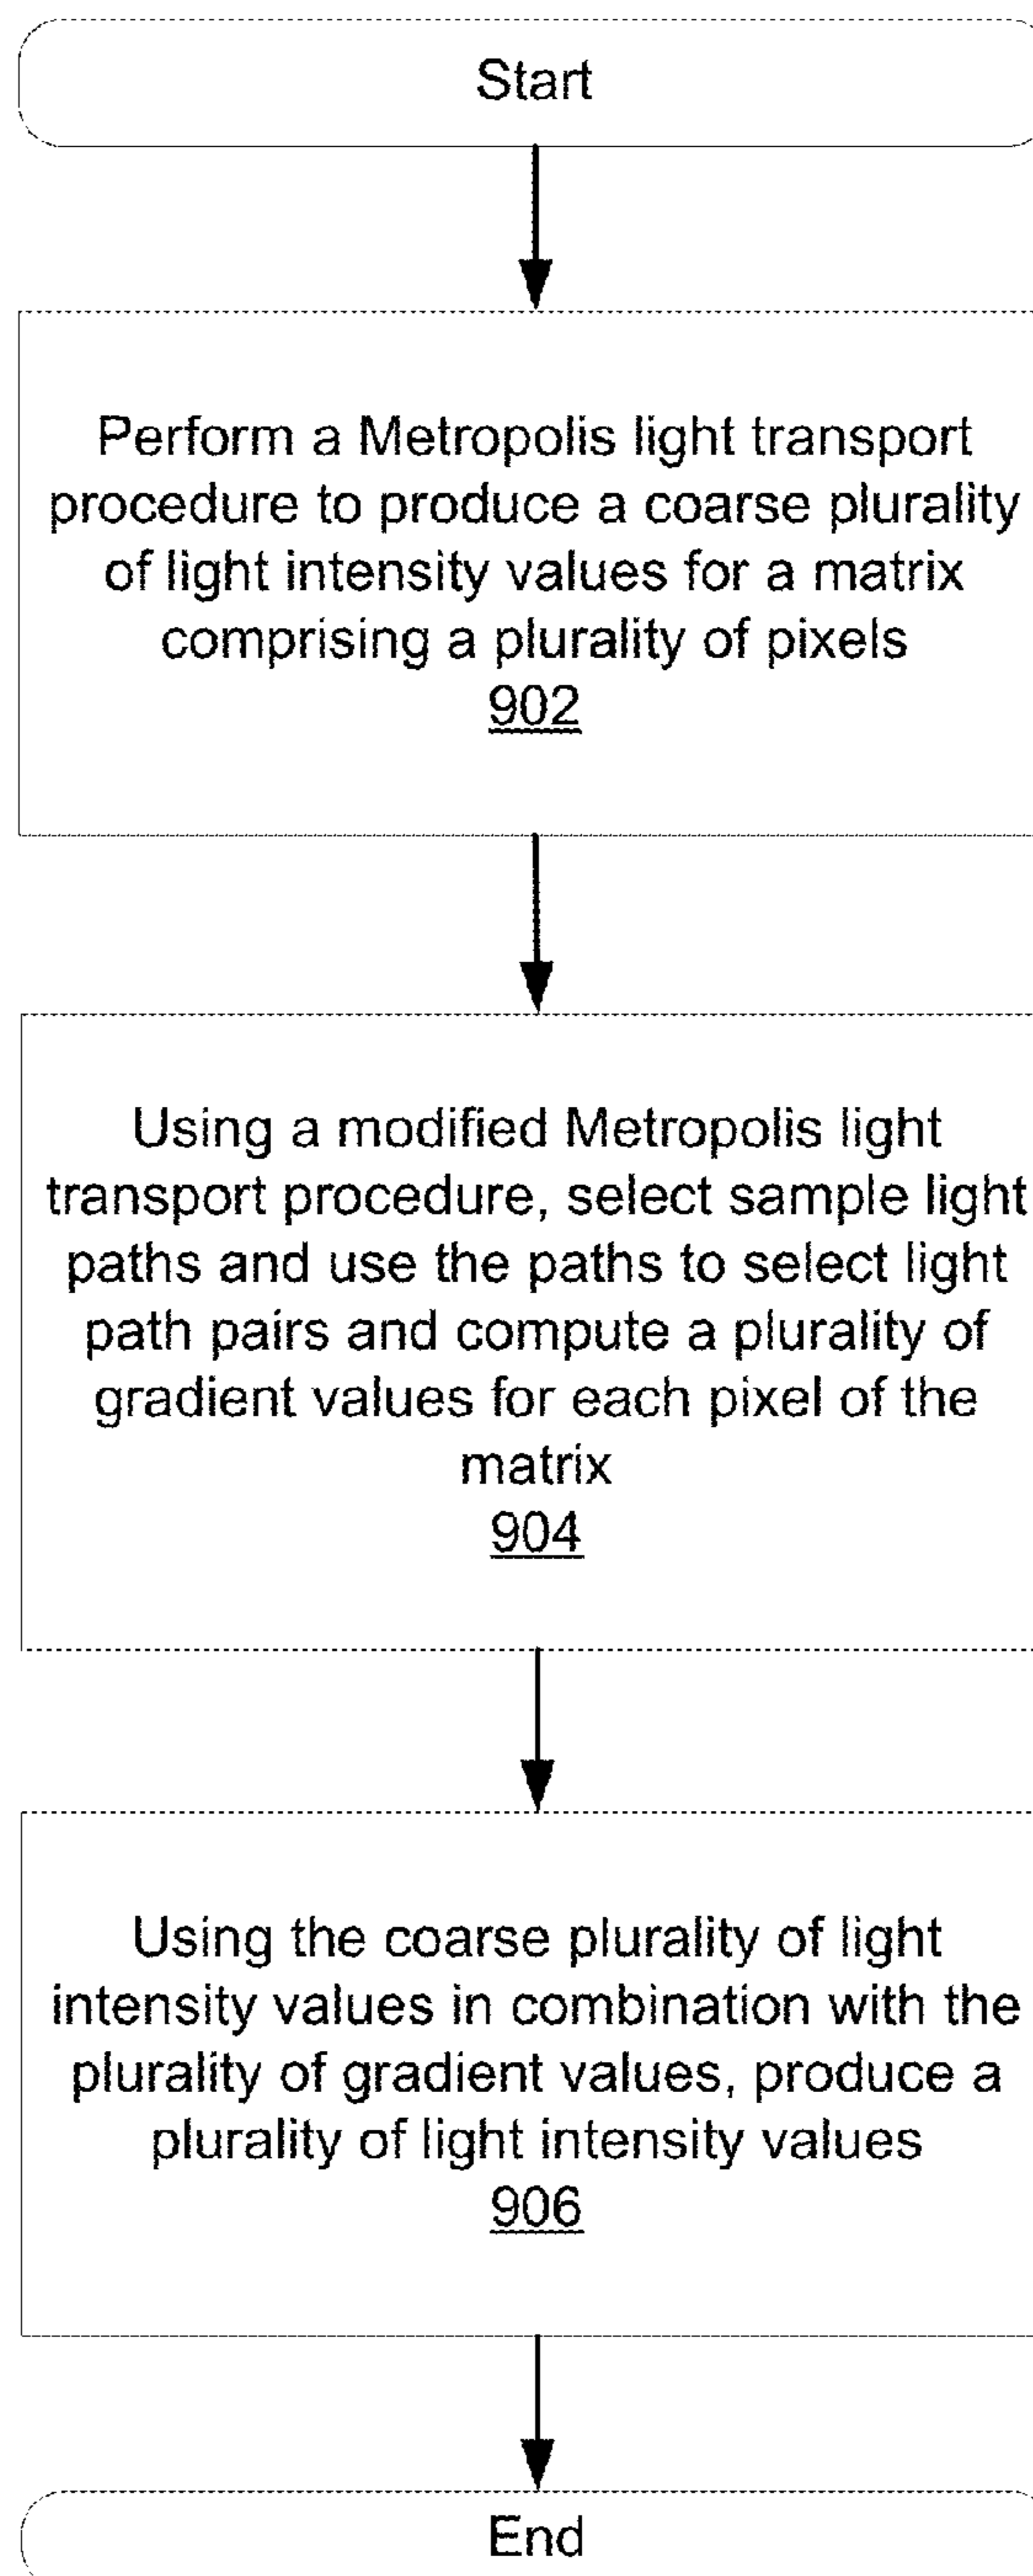 Start
Perform a Metropolis light transport
procedure to produce a coarse plurality
of light intensity values for a matrix
comprising a plurality of pixels
902
Using a modified Metropolis light
transport procedure, select sample light
paths and use the paths to select light
path pairs and compute a plurality of
gradient values for each pixel of the
matrix
904
Using the coarse plurality of light
intensity values in combination with the
plurality of gradient values, produce a
plurality of light intensity values
906
End